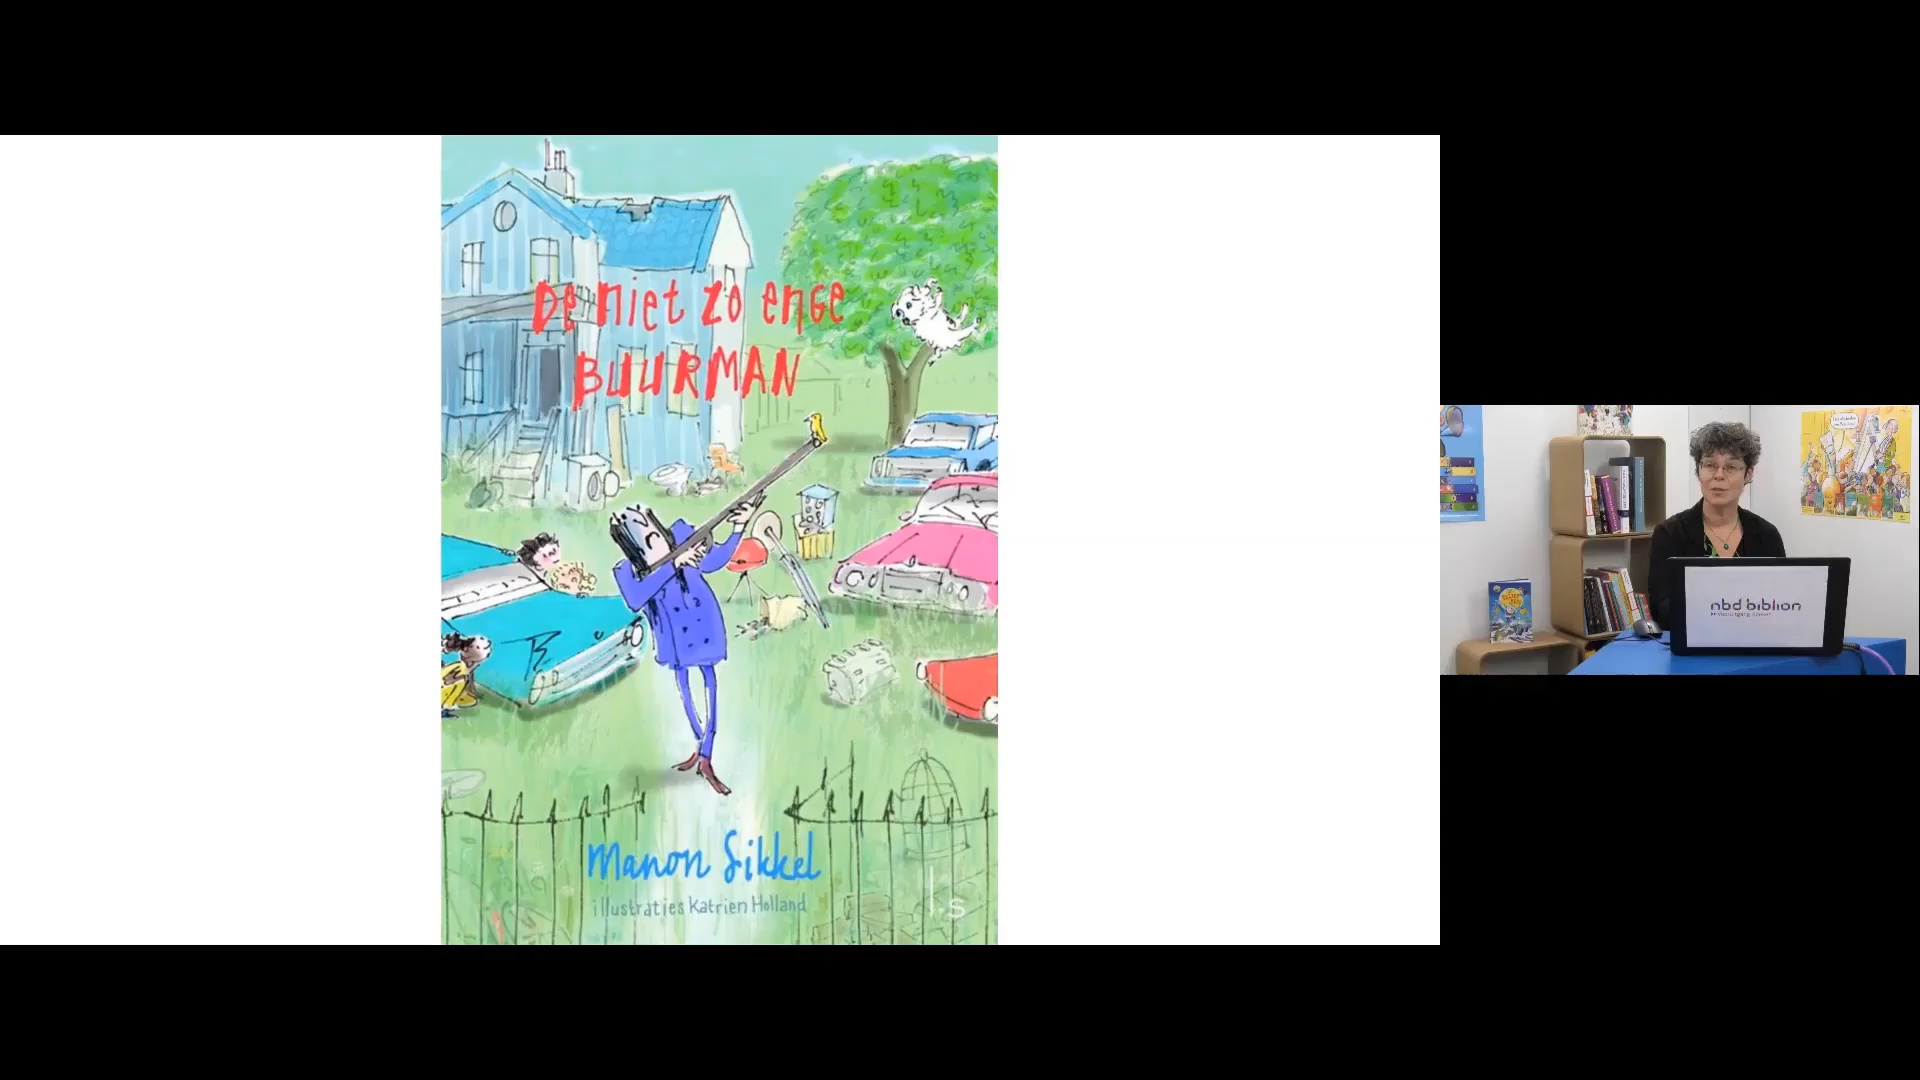 De niet zo enge
BUURMAN
Manon Sikkel
illustraties Katrien Holland
l.s
nbd biblion